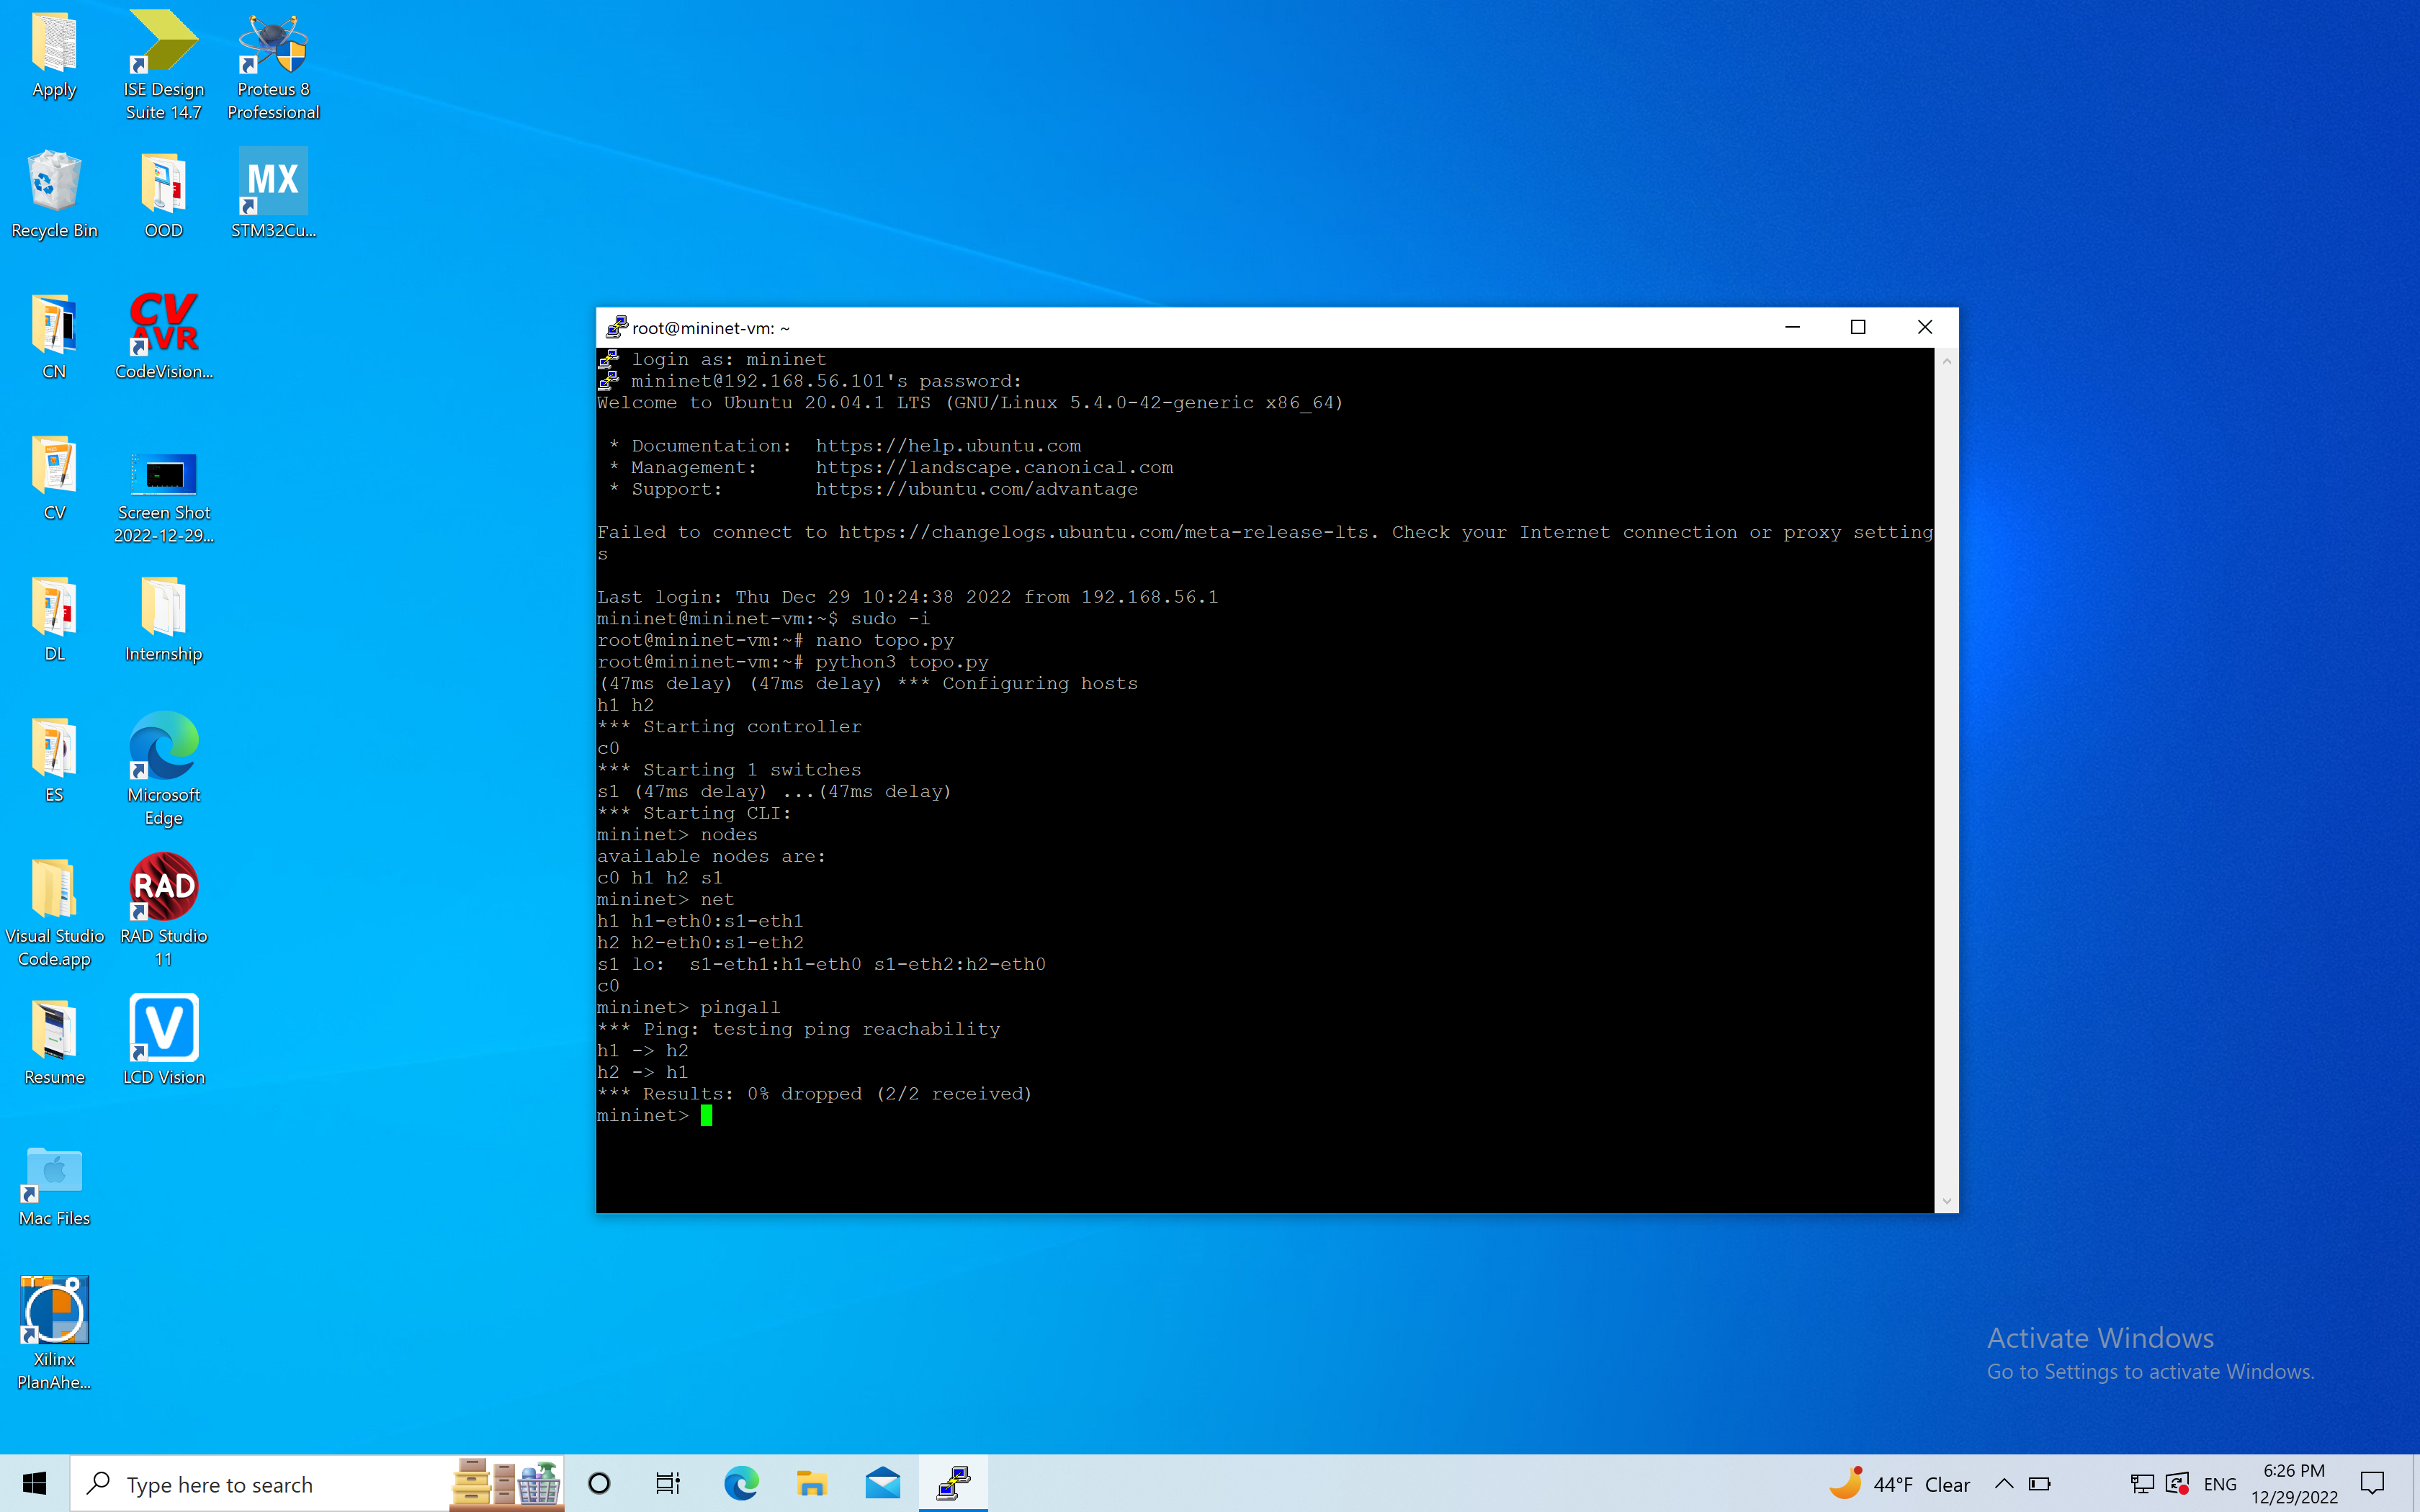 Apply
ISE Design
Suite 14.7
Proteus 8
Professional
Recycle Bin
OOD
MX
STM32Cu...
CN
CV
AVR
CodeVision...
CV
Screen Shot
2022-12-29...
DL
Internship
ES
Microsoft
Edge
Visual Studio
Code.app
RAD
RAD Studio
11
Resume
V
LCD Vision
Mac Files
Xilinx
PlanAhe...
root@mininet-vm: ~
login as: mininet
mininet@192.168.56.101's password:
Welcome to Ubuntu 20.04.1 LTS (GNU/Linux 5.4.0-42-generic x86_64)
* Documentation:  https://help.ubuntu.com
* Management:     https://landscape.canonical.com
* Support:        https://ubuntu.com/advantage
Failed to connect to https://changelogs.ubuntu.com/meta-release-lts. Check your Internet connection or proxy setting
s
Last login: Thu Dec 29 10:24:38 2022 from 192.168.56.1
mininet@mininet-vm:~$ sudo -i
root@mininet-vm:~# nano topo.py
root@mininet-vm:~# python3 topo.py
(47ms delay) (47ms delay) *** Configuring hosts
h1 h2
*** Starting controller
c0
*** Starting 1 switches
s1 (47ms delay) ...(47ms delay)
*** Starting CLI:
mininet> nodes
available nodes are:
c0 h1 h2 s1
mininet> net
h1 h1-eth0:s1-eth1
h2 h2-eth0:s1-eth2
s1 lo:  s1-eth1:h1-eth0 s1-eth2:h2-eth0
c0
mininet> pingall
*** Ping: testing ping reachability
h1 -> h2
h2 -> h1
*** Results: 0% dropped (2/2 received)
mininet>
Activate Windows
Go to Settings to activate Windows.
Type here to search
44°F Clear
ENG
6:26 PM
12/29/2022